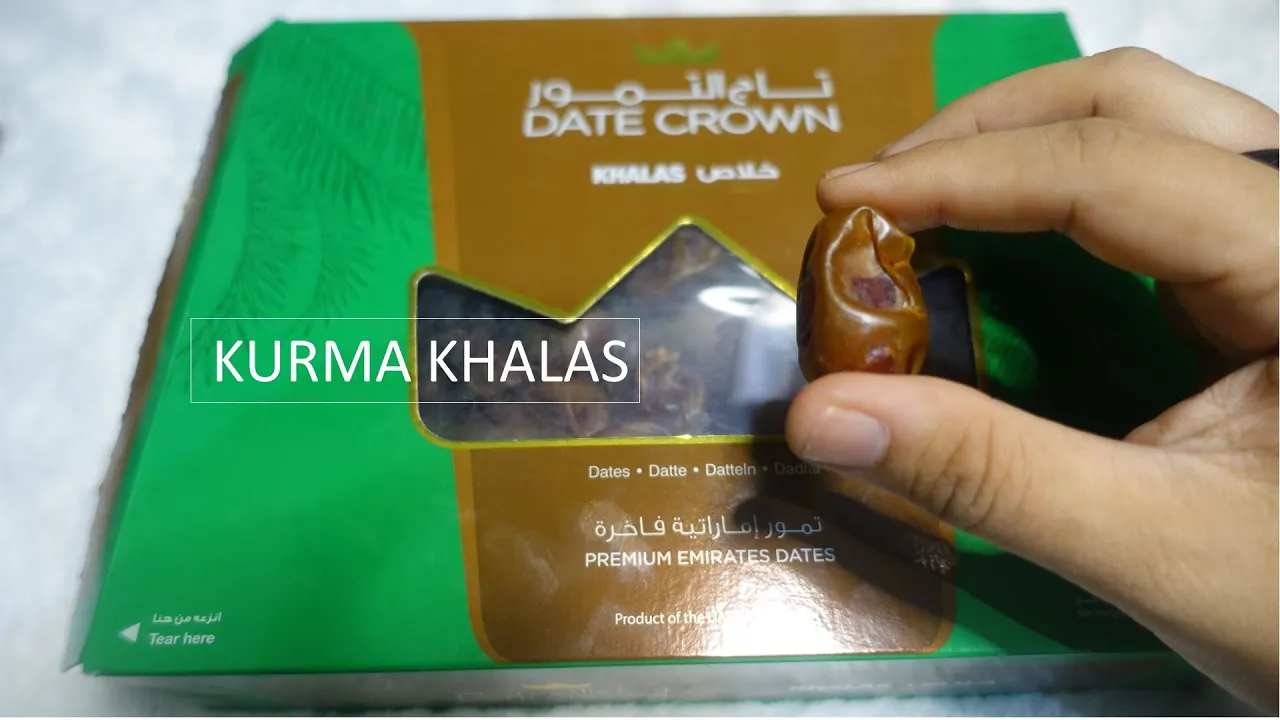 تاج التمور
DATE CROWN
KHALAS خلاص
KURMA KHALAS
Dates • Datte • Datteln •
تمور إماراتية فاخرة
PREMIUM EMIRATES DATES
Product of the
انزعه من هنا
Tear here